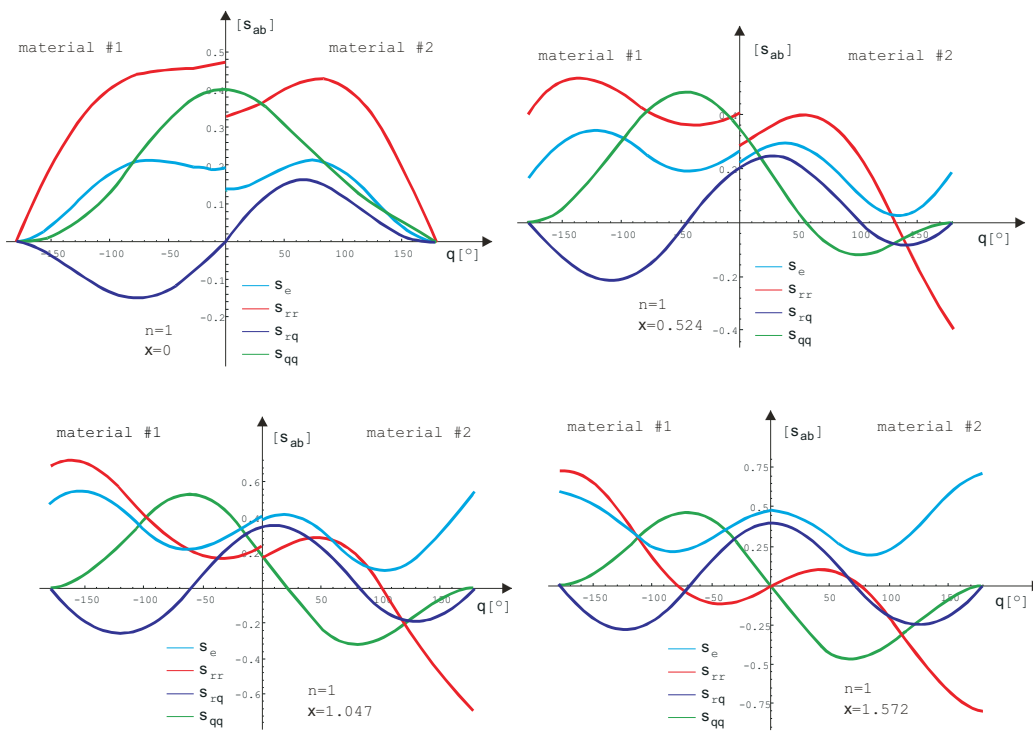 [s_ab]
material #1
material #2
0.5
0.4
0.3
0.2
0.1
-150
-100
-50
50
100
150
q[°]
-0.1
-0.2
s_e
s_rr
s_rq
s_qq
n=1
x=0
[s_ab]
material #1
material #2
0.4
0.2
-150
-100
-50
50
100
150
q[°]
-0.2
-0.4
s_e
s_rr
s_rq
s_qq
n=1
x=0.524
material #1
[s_ab]
material #2
0.6
0.4
0.2
-150
-100
-50
50
100
150
q[°]
-0.2
-0.4
-0.6
s_e
s_rr
s_rq
s_qq
n=1
x=1.047
material #1
[s_ab]
material #2
0.75
0.5
0.25
-150
-100
-50
50
100
150
q[°]
-0.25
-0.5
-0.75
s_e
s_rr
s_rq
s_qq
n=1
x=1.572